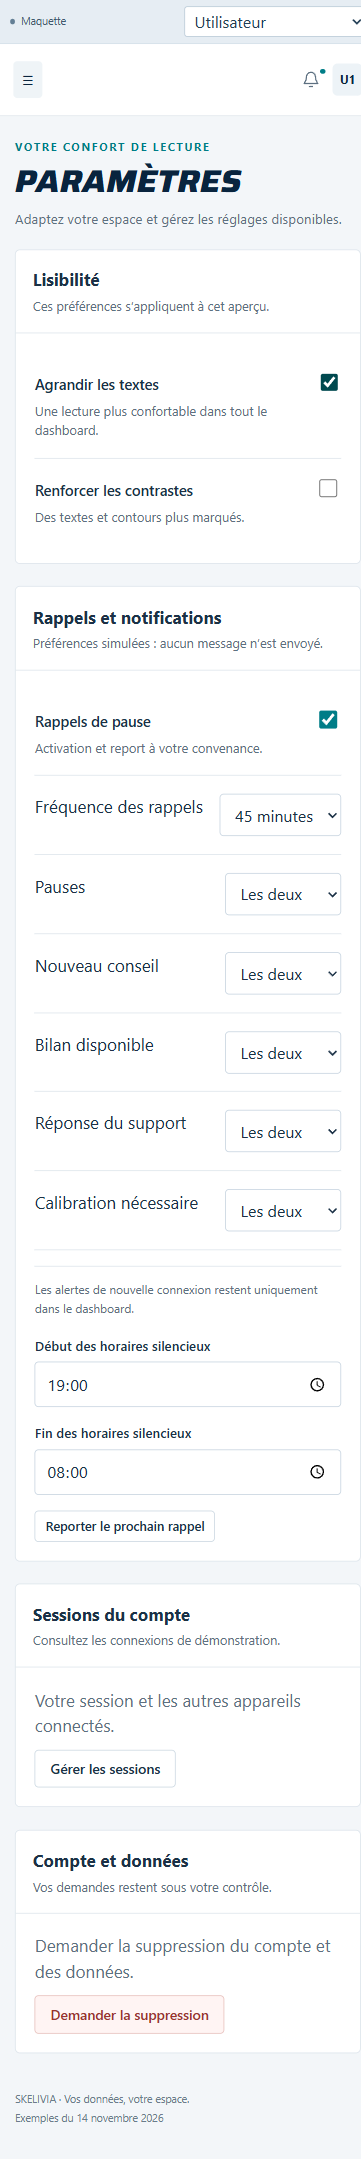 Maquette
Utilisateur
U1
VOTRE CONFORT DE LECTURE
PARAMÈTRES
Adaptez votre espace et gérez les réglages disponibles.
Lisibilité
Ces préférences s'appliquent à cet aperçu.
Agrandir les textes
Une lecture plus confortable dans tout le
dashboard.
Renforcer les contrastes
Des textes et contours plus marqués.
Rappels et notifications
Préférences simulées : aucun message n'est envoyé.
Rappels de pause
Activation et report à votre convenance.
Fréquence des rappels
45 minutes
Pauses
Les deux
Nouveau conseil
Les deux
Bilan disponible
Les deux
Réponse du support
Les deux
Calibration nécessaire
Les deux
Les alertes de nouvelle connexion restent uniquement
dans le dashboard.
Début des horaires silencieux
19:00
Fin des horaires silencieux
08:00
Reporter le prochain rappel
Sessions du compte
Consultez les connexions de démonstration.
Votre session et les autres appareils
connectés.
Gérer les sessions
Compte et données
Vos demandes restent sous votre contrôle.
Demander la suppression du compte et
des données.
Demander la suppression
SKELIVIA · Vos données, votre espace.
Exemples du 14 novembre 2026